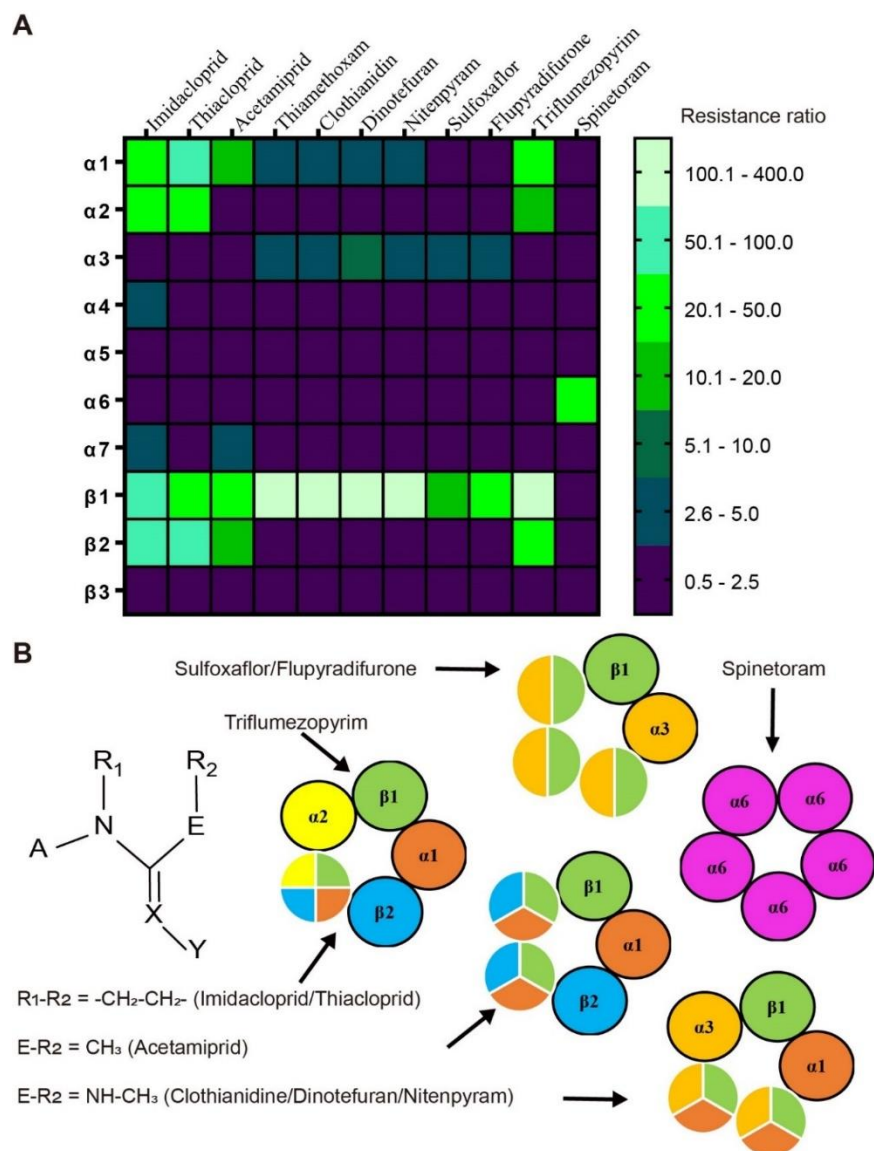 A
Imidacloprid
Thiacloprid
Acetamiprid
Thiamethoxam
Clothianidin
Dinotefuran
Nitenpyram
Sulfoxaflor
Flupyradifurone
Triflumezopyrim
Spinetoram
Resistance ratio
α1
α2
α3
α4
α5
α6
α7
β1
β2
β3
100.1 - 400.0
50.1 - 100.0
20.1 - 50.0
10.1 - 20.0
5.1 - 10.0
2.6 - 5.0
0.5 - 2.5
B
Sulfoxaflor/Flupyradifurone
β1
α3
Spinetoram
α6
α6
α6
α6
α6
Triflumezopyrim
α2
β1
α1
β2
R1
R2
A
N
E
X
Y
β1
α1
β2
R1-R2 = -CH2-CH2- (Imidacloprid/Thiacloprid)
E-R2 = CH3 (Acetamiprid)
E-R2 = NH-CH3 (Clothianidine/Dinotefuran/Nitenpyram)
α3
β1
α1